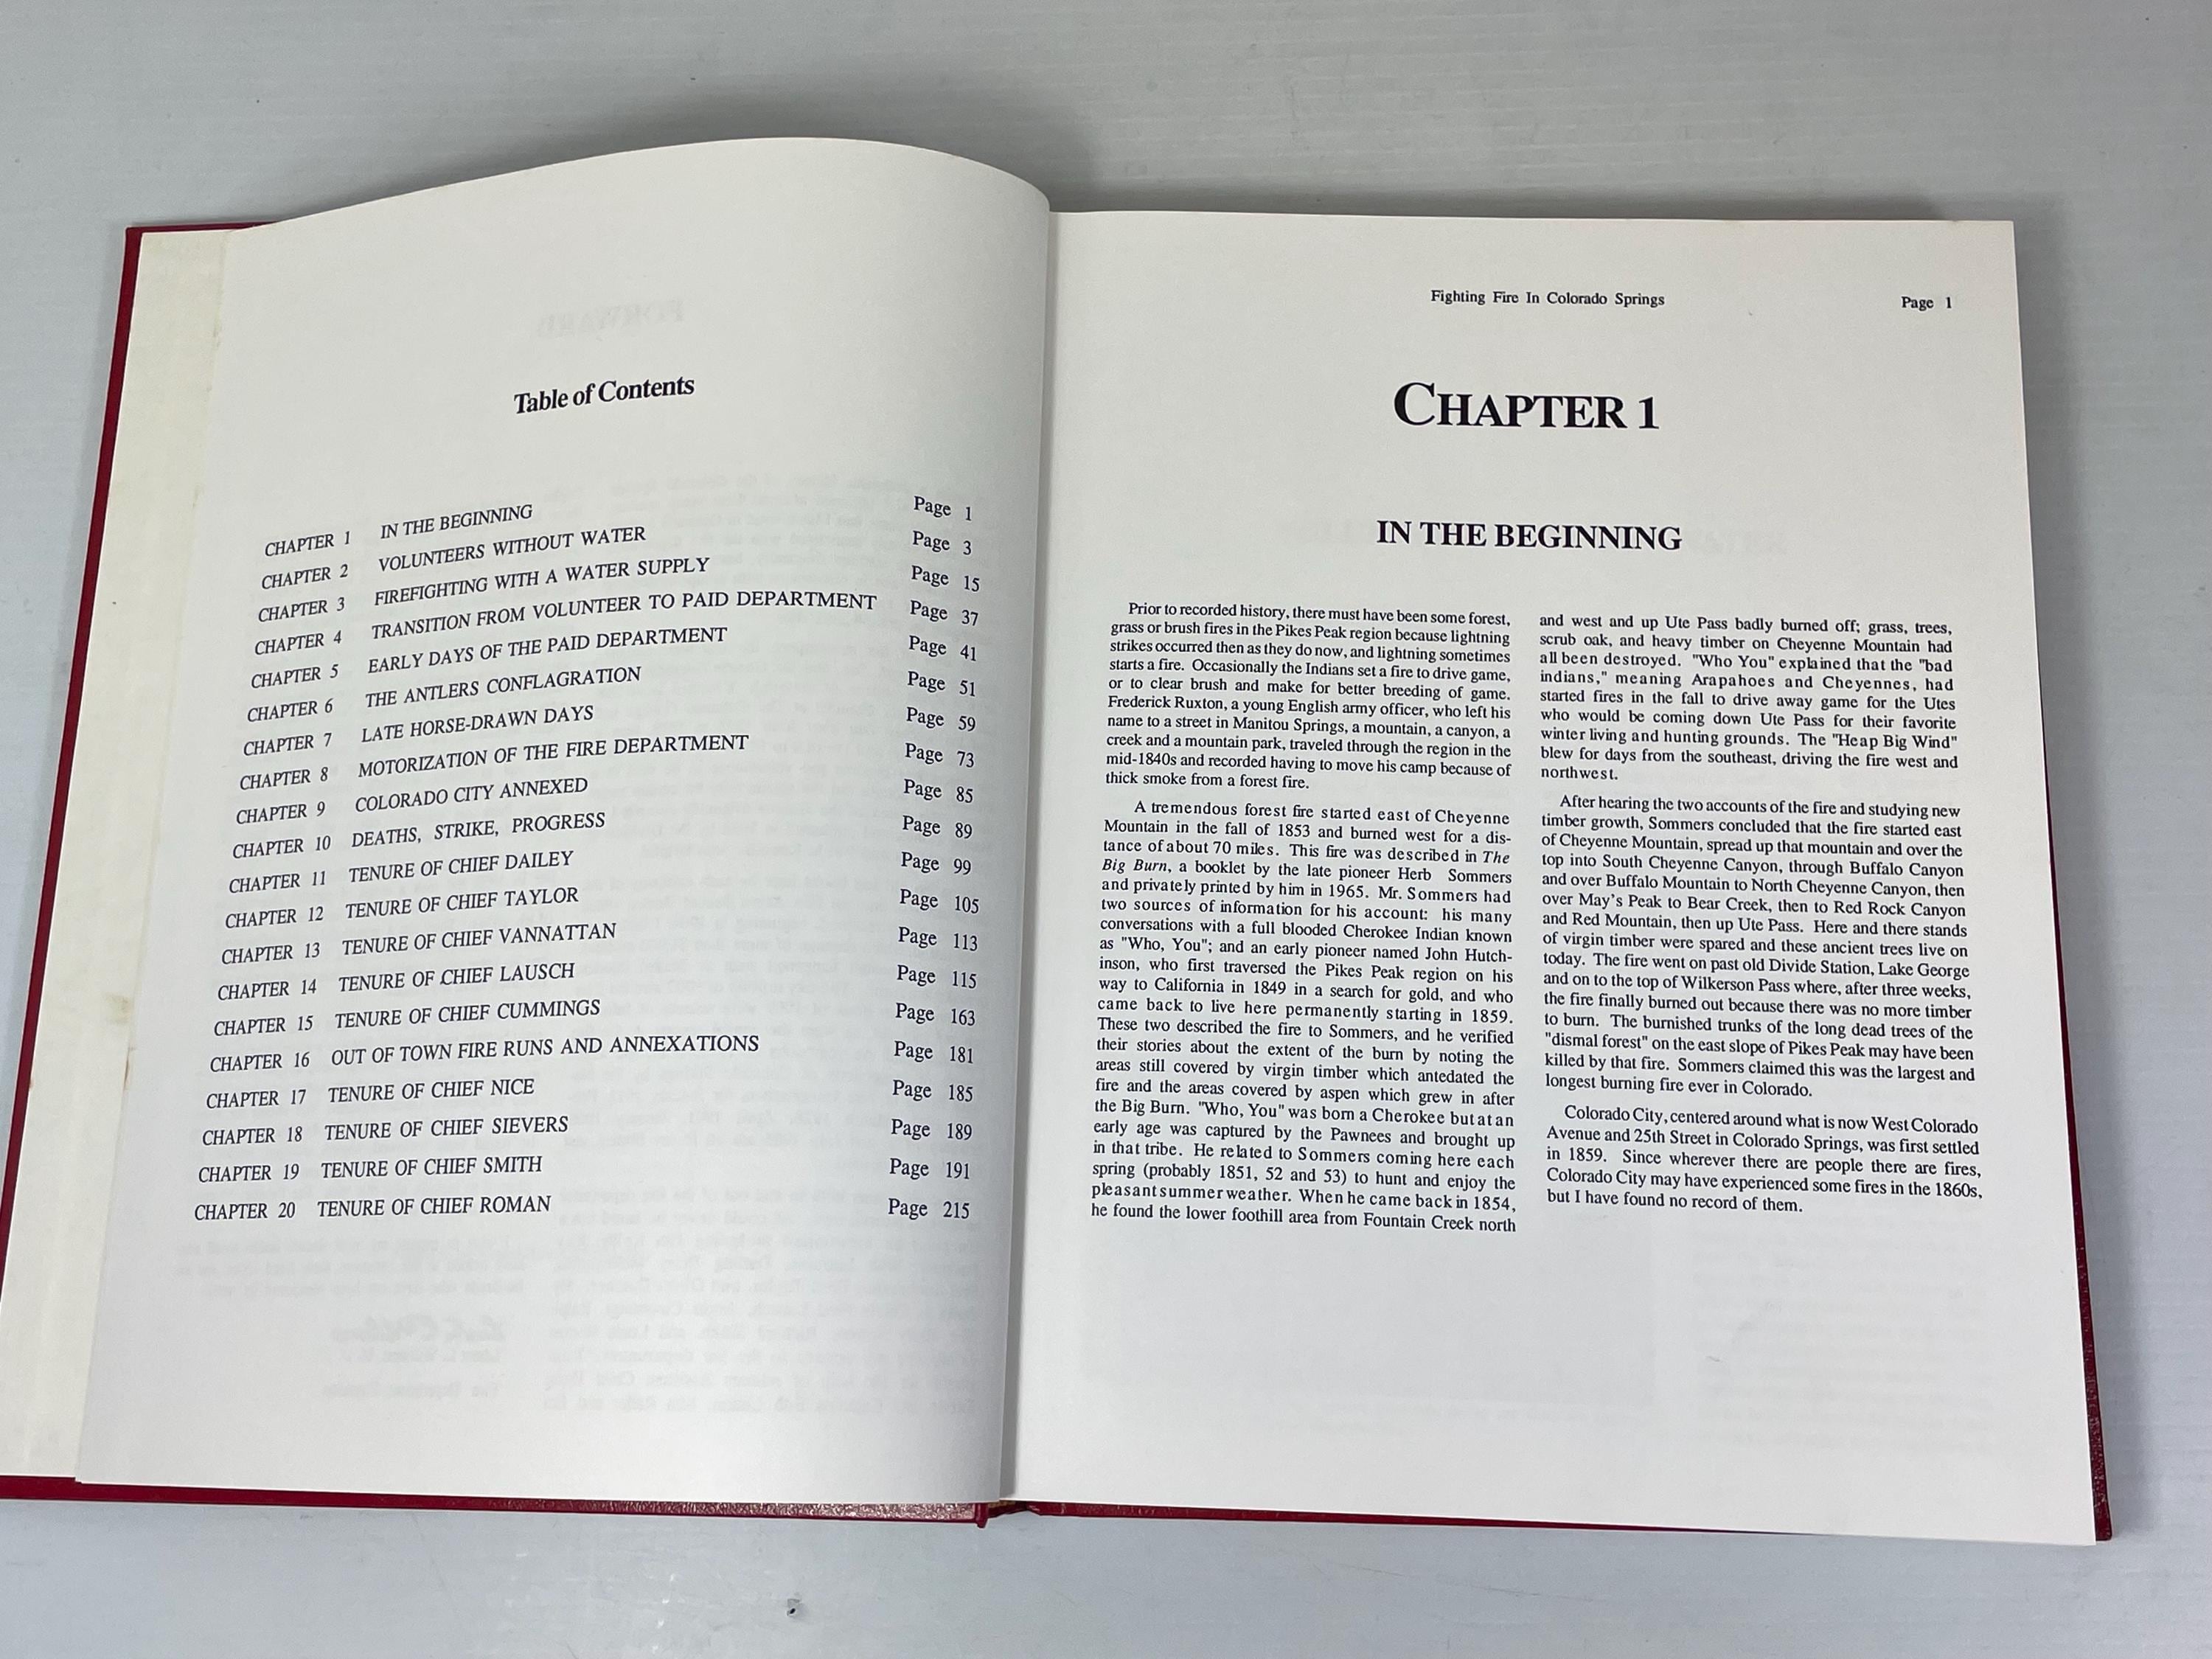 Table of Contents
CHAPTER 1 IN THE BEGINNING Page 1
CHAPTER 2 VOLUNTEERS WITHOUT WATER Page 3
CHAPTER 3 FIREFIGHTING WITH A WATER SUPPLY Page 15
CHAPTER 4 TRANSITION FROM VOLUNTEER TO PAID DEPARTMENT Page 37
CHAPTER 5 EARLY DAYS OF THE PAID DEPARTMENT Page 41
CHAPTER 6 THE ANTLERS CONFLAGRATION Page 51
CHAPTER 7 LATE HORSE-DRAWN DAYS Page 59
CHAPTER 8 MOTORIZATION OF THE FIRE DEPARTMENT Page 73
CHAPTER 9 COLORADO CITY ANNEXED Page 85
CHAPTER 10 DEATHS, STRIKE, PROGRESS Page 89
CHAPTER 11 TENURE OF CHIEF DAILEY Page 99
CHAPTER 12 TENURE OF CHIEF TAYLOR Page 105
CHAPTER 13 TENURE OF CHIEF VANNATTAN Page 113
CHAPTER 14 TENURE OF CHIEF LAUSCH Page 115
CHAPTER 15 TENURE OF CHIEF CUMMINGS Page 163
CHAPTER 16 OUT OF TOWN FIRE RUNS AND ANNEXATIONS Page 181
CHAPTER 17 TENURE OF CHIEF NICE Page 185
CHAPTER 18 TENURE OF CHIEF SIEVERS Page 189
CHAPTER 19 TENURE OF CHIEF SMITH Page 191
CHAPTER 20 TENURE OF CHIEF ROMAN Page 215
Fighting Fire In Colorado Springs Page 1
CHAPTER 1
IN THE BEGINNING
Prior to recorded history, there must have been some forest,
grass or brush fires in the Pikes Peak region because lightning
strikes occurred then as they do now, and lightning sometimes
starts a fire. Occasionally the Indians set a fire to drive game,
or to clear brush and make for better breeding of game.
Frederick Ruxton, a young English army officer, who left his
name to a street in Manitou Springs, a mountain, a canyon, a
creek and a mountain park, traveled through the region in the
mid-1840s and recorded having to move his camp because of
thick smoke from a forest fire.
A tremendous forest fire started east of Cheyenne
Mountain in the fall of 1853 and burned west for a dis-
tance of about 70 miles. This fire was described in The
Big Burn, a booklet by the late pioneer Herb Sommers
and privately printed by him in 1965. Mr. Sommers had
two sources of information for his account: his many
conversations with a full blooded Cherokee Indian known
as "Who, You"; and an early pioneer named John Hutch-
inson, who first traversed the Pikes Peak region on his
way to California in 1849 in a search for gold, and who
came back to live here permanently starting in 1859.
These two described the fire to Sommers, and he verified
their stories about the extent of the burn by noting the
areas still covered by virgin timber which antedated the
fire and the areas covered by aspen which grew in after
the Big Burn. "Who, You" was born a Cherokee but at an
early age was captured by the Pawnees and brought up
in that tribe. He related to Sommers coming here each
spring (probably 1851, 52 and 53) to hunt and enjoy the
pleasant summer weather. When he came back in 1854,
he found the lower foothill area from Fountain Creek north
and west and up Ute Pass badly burned off; grass, trees,
scrub oak, and heavy timber on Cheyenne Mountain had
all been destroyed. "Who You" explained that the "bad
indians," meaning Arapahoes and Cheyennes, had
started fires in the fall to drive away game for the Utes
who would be coming down Ute Pass for their favorite
winter living and hunting grounds. The "Heap Big Wind"
blew for days from the southeast, driving the fire west and
northwest.
After hearing the two accounts of the fire and studying new
timber growth, Sommers concluded that the fire started east
of Cheyenne Mountain, spread up that mountain and over the
top into South Cheyenne Canyon, through Buffalo Canyon
and over Buffalo Mountain to North Cheyenne Canyon, then
over May's Peak to Bear Creek, then to Red Rock Canyon
and Red Mountain, then up Ute Pass. Here and there stands
of virgin timber were spared and these ancient trees live on
today. The fire went on past old Divide Station, Lake George
and on to the top of Wilkerson Pass where, after three weeks,
the fire finally burned out because there was no more timber
to burn. The burnished trunks of the long dead trees of the
"dismal forest" on the east slope of Pikes Peak may have been
killed by that fire. Sommers claimed this was the largest and
longest burning fire ever in Colorado.
Colorado City, centered around what is now West Colorado
Avenue and 25th Street in Colorado Springs, was first settled
in 1859. Since wherever there are people there are fires,
Colorado City may have experienced some fires in the 1860s,
but I have found no record of them.